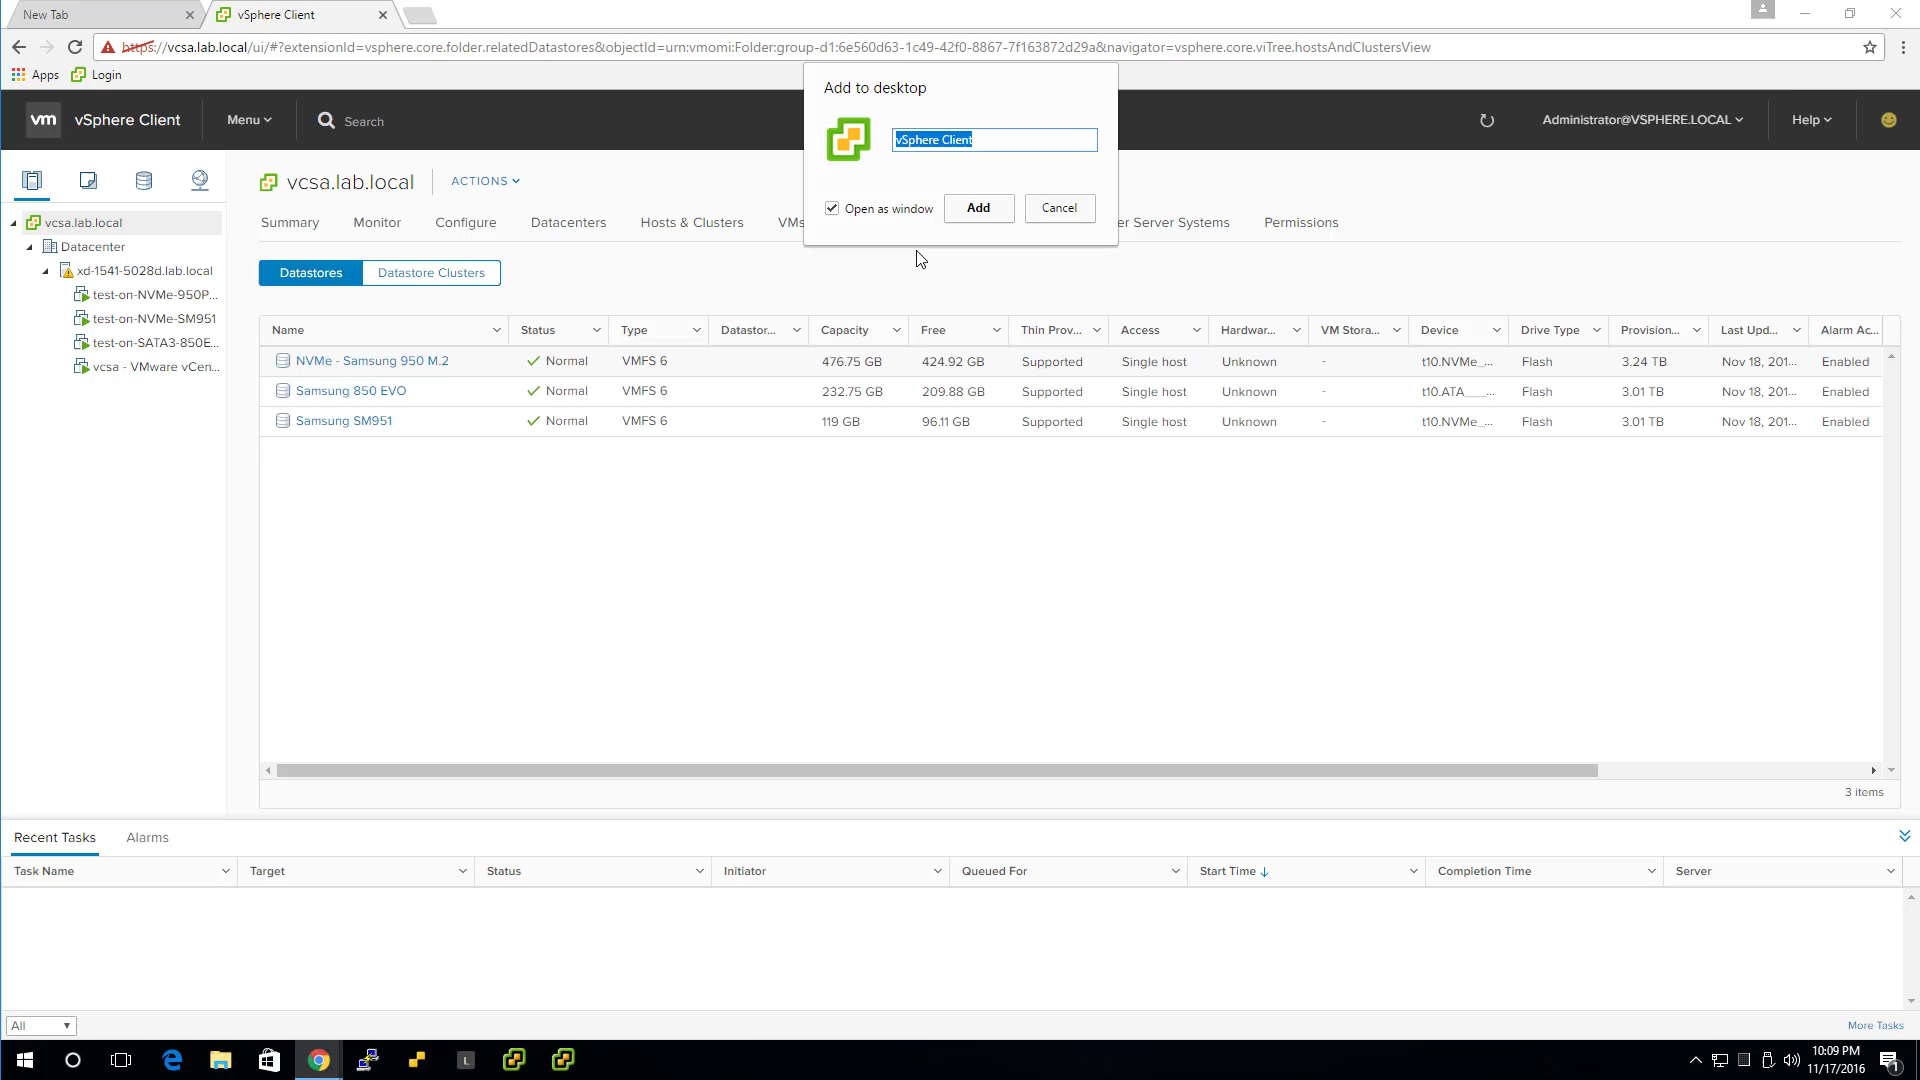 New Tab
vSphere Client
https://vcsa.lab.local/ui/#?extensionId=vsphere.core.folder.relatedDatastores&objectId=urn:vmomi:Folder:group-d1:6e560d63-1c49-42f0-8867-7f163872d29a&navigator=vsphere.core.viTree.hostsAndClustersView
Apps Login
Add to desktop
vSphere Client
Open as window Add Cancel
vm vSphere Client Menu Search Administrator@VSPHERE.LOCAL Help
vcsa.lab.local ACTIONS
Summary Monitor Configure Datacenters Hosts & Clusters VMs er Server Systems Permissions
vcsa.lab.local
Datacenter
xd-1541-5028d.lab.local
test-on-NVMe-950P...
test-on-NVMe-SM951
test-on-SATA3-850E...
vcsa - VMware vCen...
Datastores Datastore Clusters
Name Status Type Datastor... Capacity Free Thin Prov... Access Hardwar... VM Stora... Device Drive Type Provision... Last Upd... Alarm Ac...
NVMe - Samsung 950 M.2 Normal VMFS 6 476.75 GB 424.92 GB Supported Single host Unknown - t10.NVMe_... Flash 3.24 TB Nov 18, 201... Enabled
Samsung 850 EVO Normal VMFS 6 232.75 GB 209.88 GB Supported Single host Unknown - t10.ATA___... Flash 3.01 TB Nov 18, 201... Enabled
Samsung SM951 Normal VMFS 6 119 GB 96.11 GB Supported Single host Unknown - t10.NVMe_... Flash 3.01 TB Nov 18, 201... Enabled
3 items
Recent Tasks Alarms
Task Name Target Status Initiator Queued For Start Time Completion Time Server
All
More Tasks
L
10:09 PM
11/17/2016
1